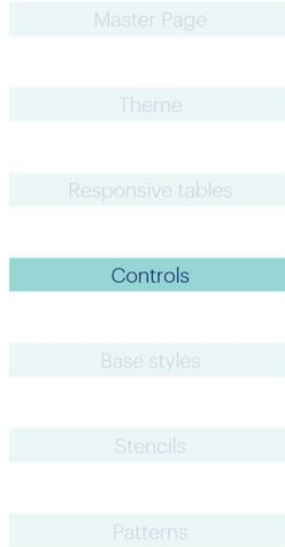 Master Page
Theme
Responsive tables
Controls
Base styles
Stencils
Patterns